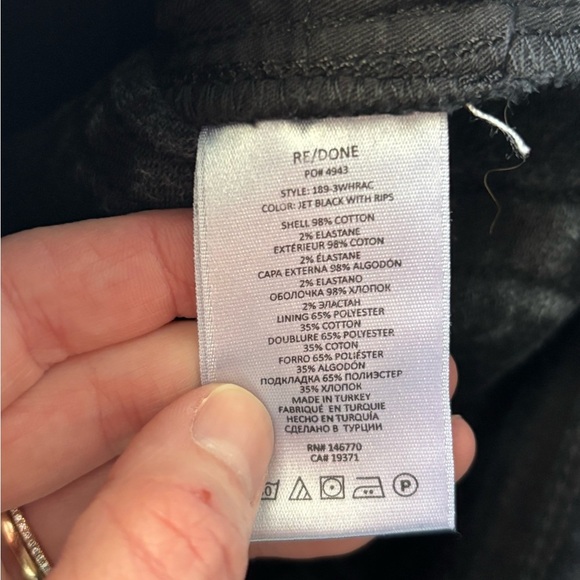 RE/DONE
PO# 4943
STYLE: 189-3WHRAC
COLOR: JET BLACK WITH RIPS
SHELL 98% COTTON
2% ELASTANE
EXTÉRIEUR 98% COTON
2% ÉLASTANE
CAPA EXTERNA 98% ALGODÓN
2% ELASTANO
ОБОЛОЧКА 98% ХЛОПОК
2% ЭЛАСТАН
LINING 65% POLYESTER
35% COTTON
DOUBLURE 65% POLYESTER
35% COTON
FORRO 65% POLIÉSTER
35% ALGODÓN
ПОДКЛАДКА 65% ПОЛИЭСТЕР
35% ХЛОПОК
MADE IN TURKEY
FABRIQUÉ EN TURQUIE
HECHO EN TURQUÍA
СДЕЛАНО В ТУРЦИИ
RN# 146770
CA# 19371
P